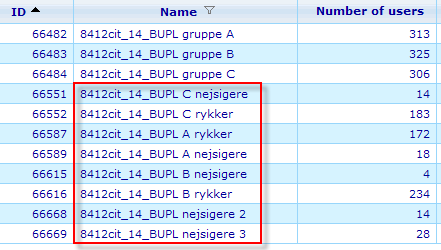 ID Name Number of users
66482 8412cit_14_BUPL gruppe A 313
66483 8412cit_14_BUPL gruppe B 325
66484 8412cit_14_BUPL gruppe C 306
66551 8412cit_14_BUPL C nejsigere 14
66552 8412cit_14_BUPL C rykker 183
66587 8412cit_14_BUPL A rykker 172
66589 8412cit_14_BUPL A nejsigere 18
66615 8412cit_14_BUPL B nejsigere 4
66616 8412cit_14_BUPL B rykker 234
66668 8412cit_14_BUPL nejsigere 2 14
66669 8412cit_14_BUPL nejsigere 3 28